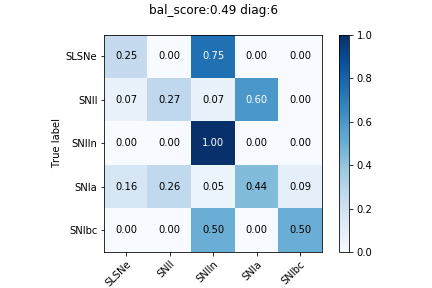 bal_score:0.49 diag:6
SLSNe 0.25 0.00 0.75 0.00 0.00
SNII 0.07 0.27 0.07 0.60 0.00
SNIIn 0.00 0.00 1.00 0.00 0.00
SNIa 0.16 0.26 0.05 0.44 0.09
SNIbc 0.00 0.00 0.50 0.00 0.50
SLSNe SNII SNIIn SNIa SNIbc
True label
1.0
0.8
0.6
0.4
0.2
0.0